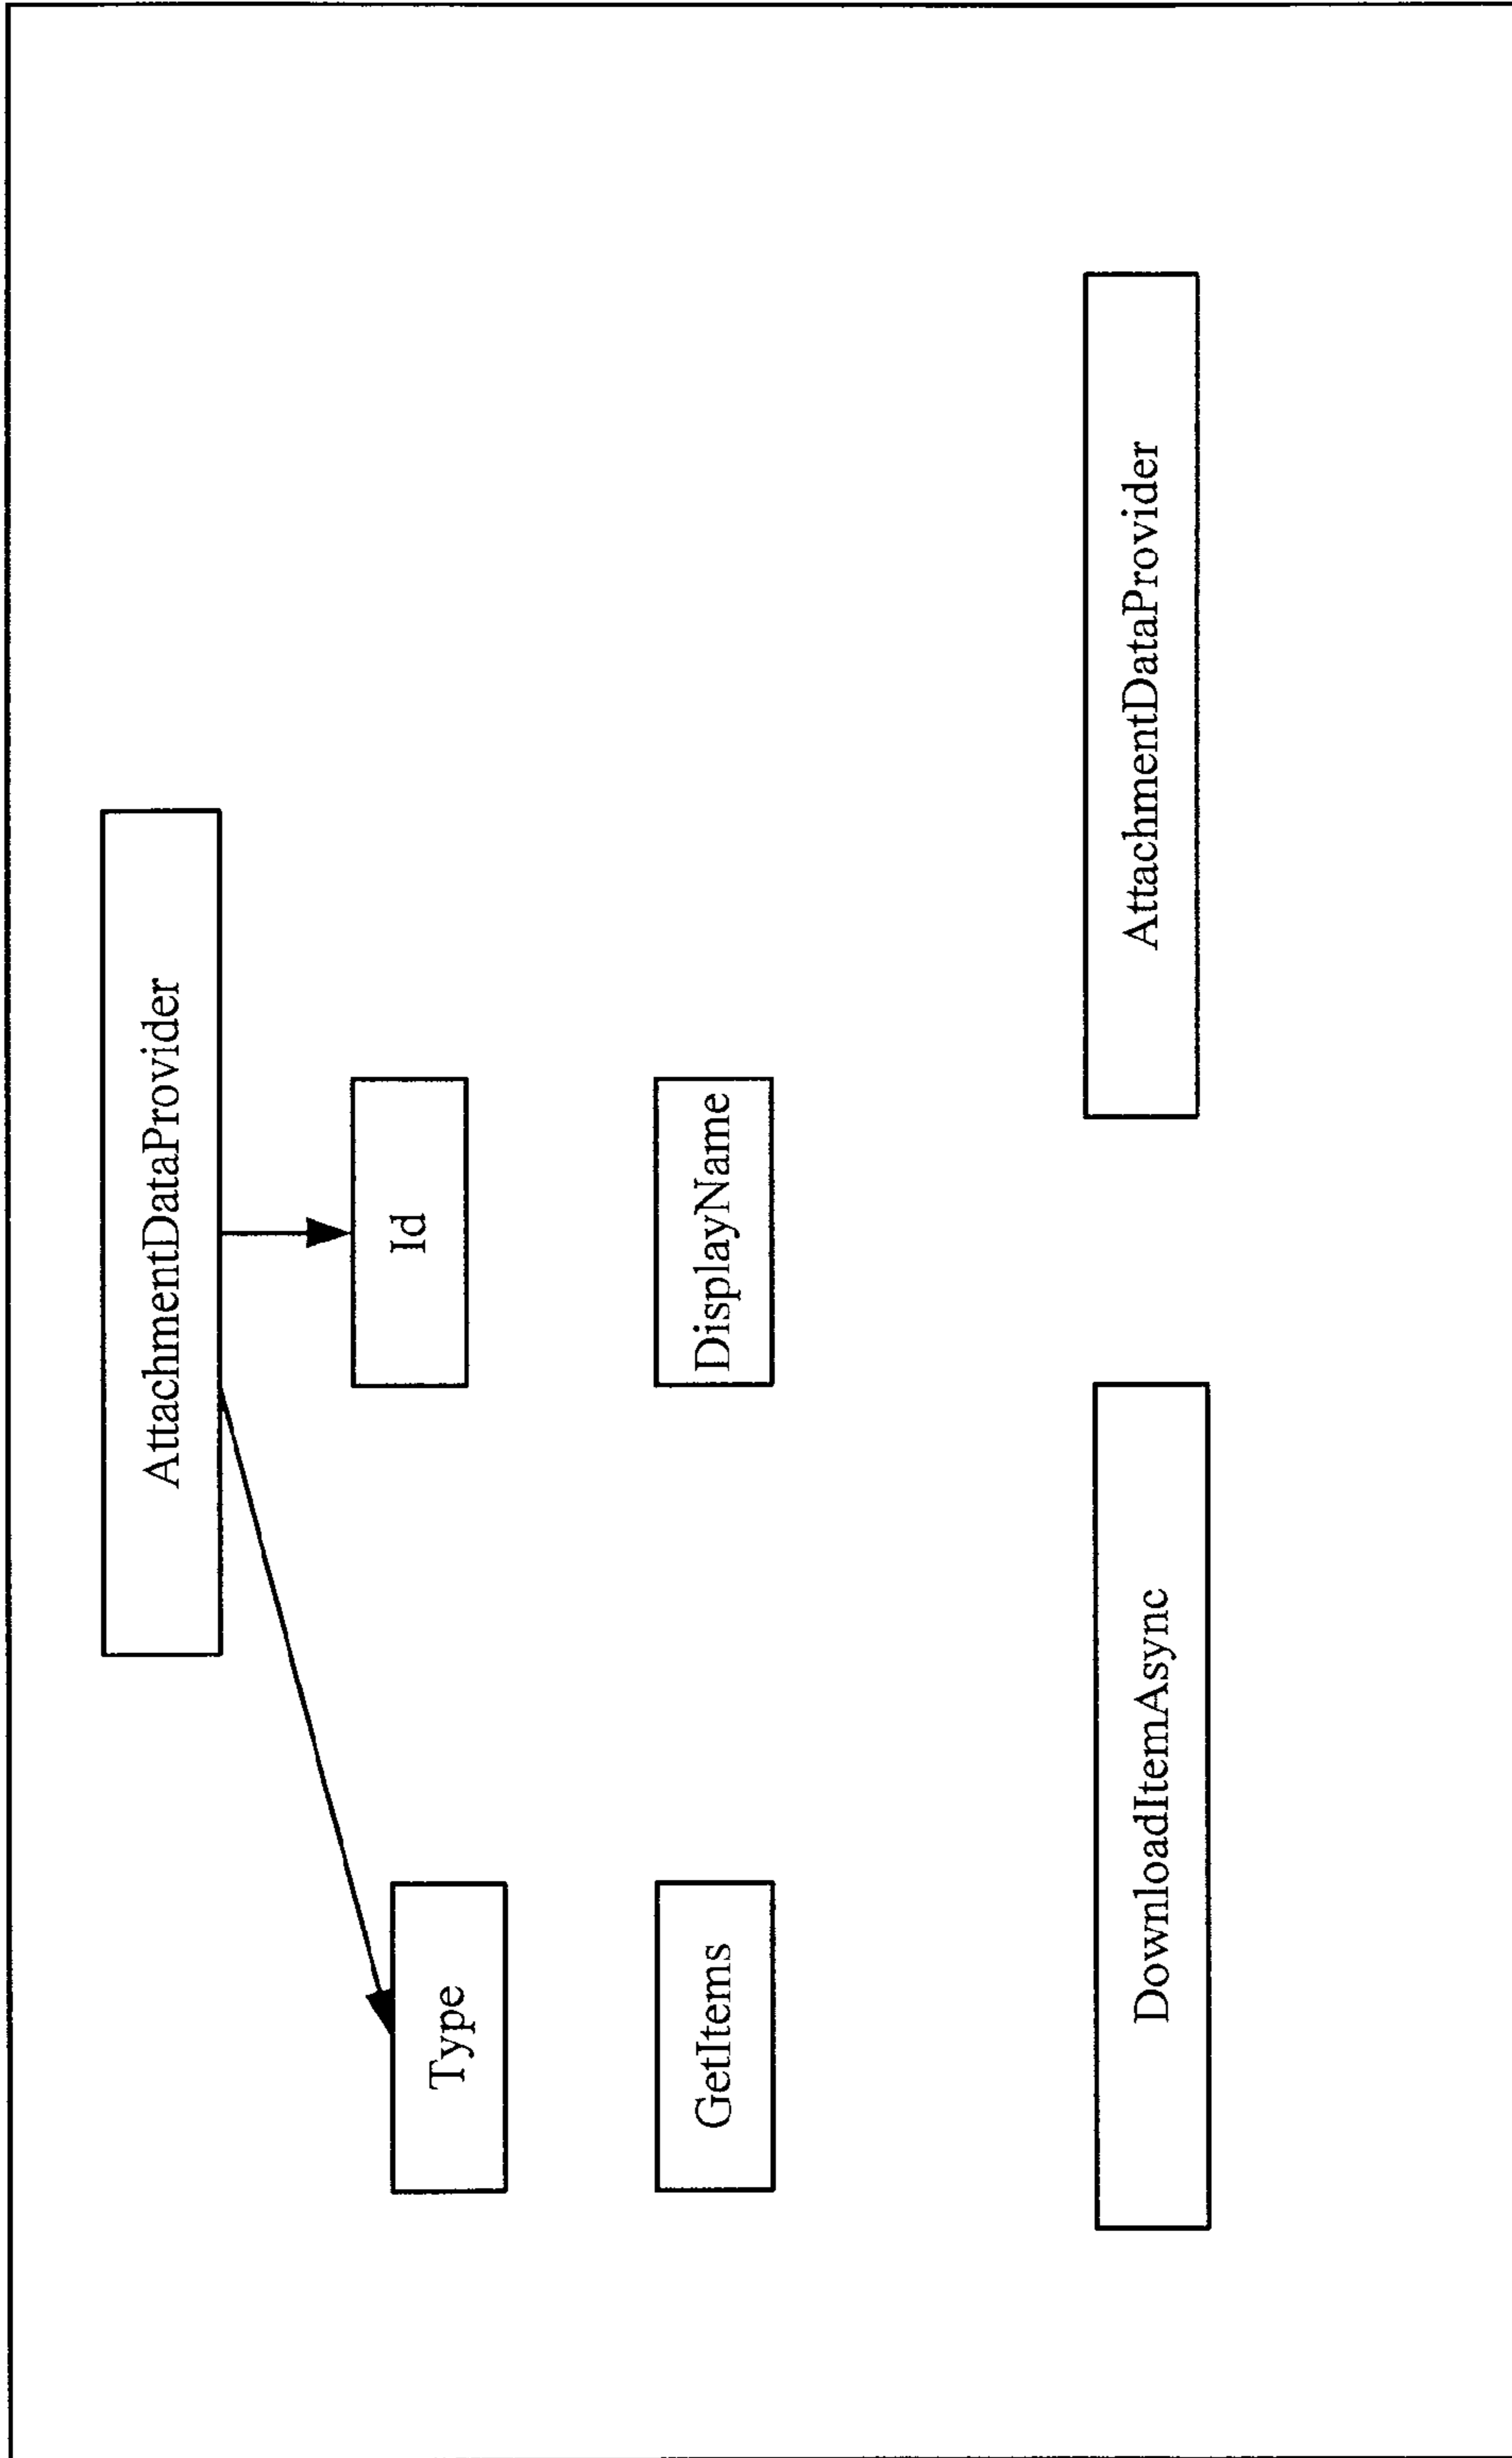 AttachmentDataProvider
Type
Id
GetItems
DisplayName
DownloadItemAsync
AttachmentDataProvider